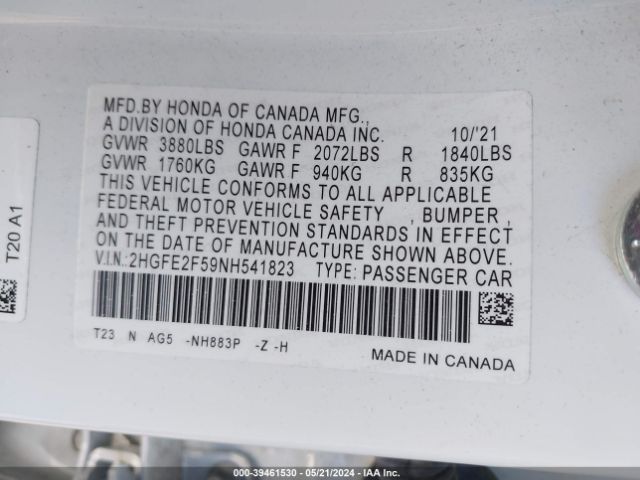 MFD.BY HONDA OF CANADA MFG.,
A DIVISION OF HONDA CANADA INC. 10/'21
GVWR 3880LBS GAWR F 2072LBS R 1840LBS
GVWR 1760KG GAWR F 940KG R 835KG
THIS VEHICLE CONFORMS TO ALL APPLICABLE
FEDERAL MOTOR VEHICLE SAFETY , BUMPER ,
AND THEFT PREVENTION STANDARDS IN EFFECT
ON THE DATE OF MANUFACTURE SHOWN ABOVE.
V.I.N.:2HGFE2F59NH541823 TYPE: PASSENGER CAR
T23 N AG5 -NH883P -Z -H
MADE IN CANADA
T20 A1
000-39461530 - 05/21/2024 - IAAI.COM